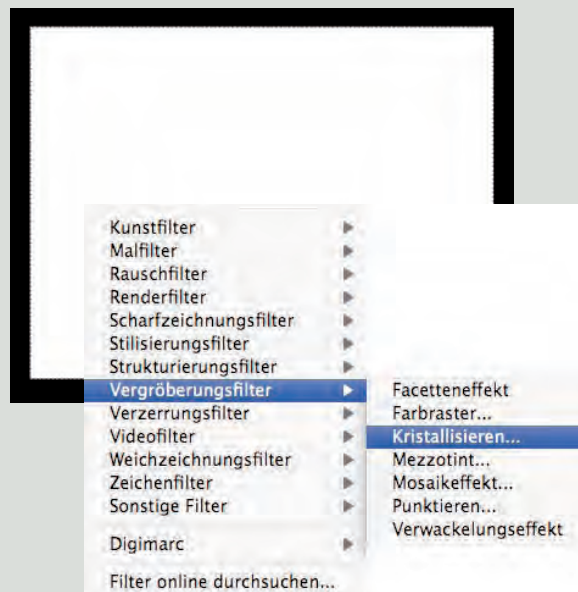 Kunstfilter
Malfilter
Rauschfilter
Renderfilter
Scharfzeichnungsfilter
Stilisierungsfilter
Strukturierungsfilter
Vergröberungsfilter
Verzerrungsfilter
Videofilter
Weichzeichnungsfilter
Zeichenfilter
Sonstige Filter
Digimarc
Filter online durchsuchen...
Facetteneffekt
Farbraster...
Kristallisieren...
Mezzotint...
Mosaikeffekt...
Punktieren...
Verwackelungseffekt